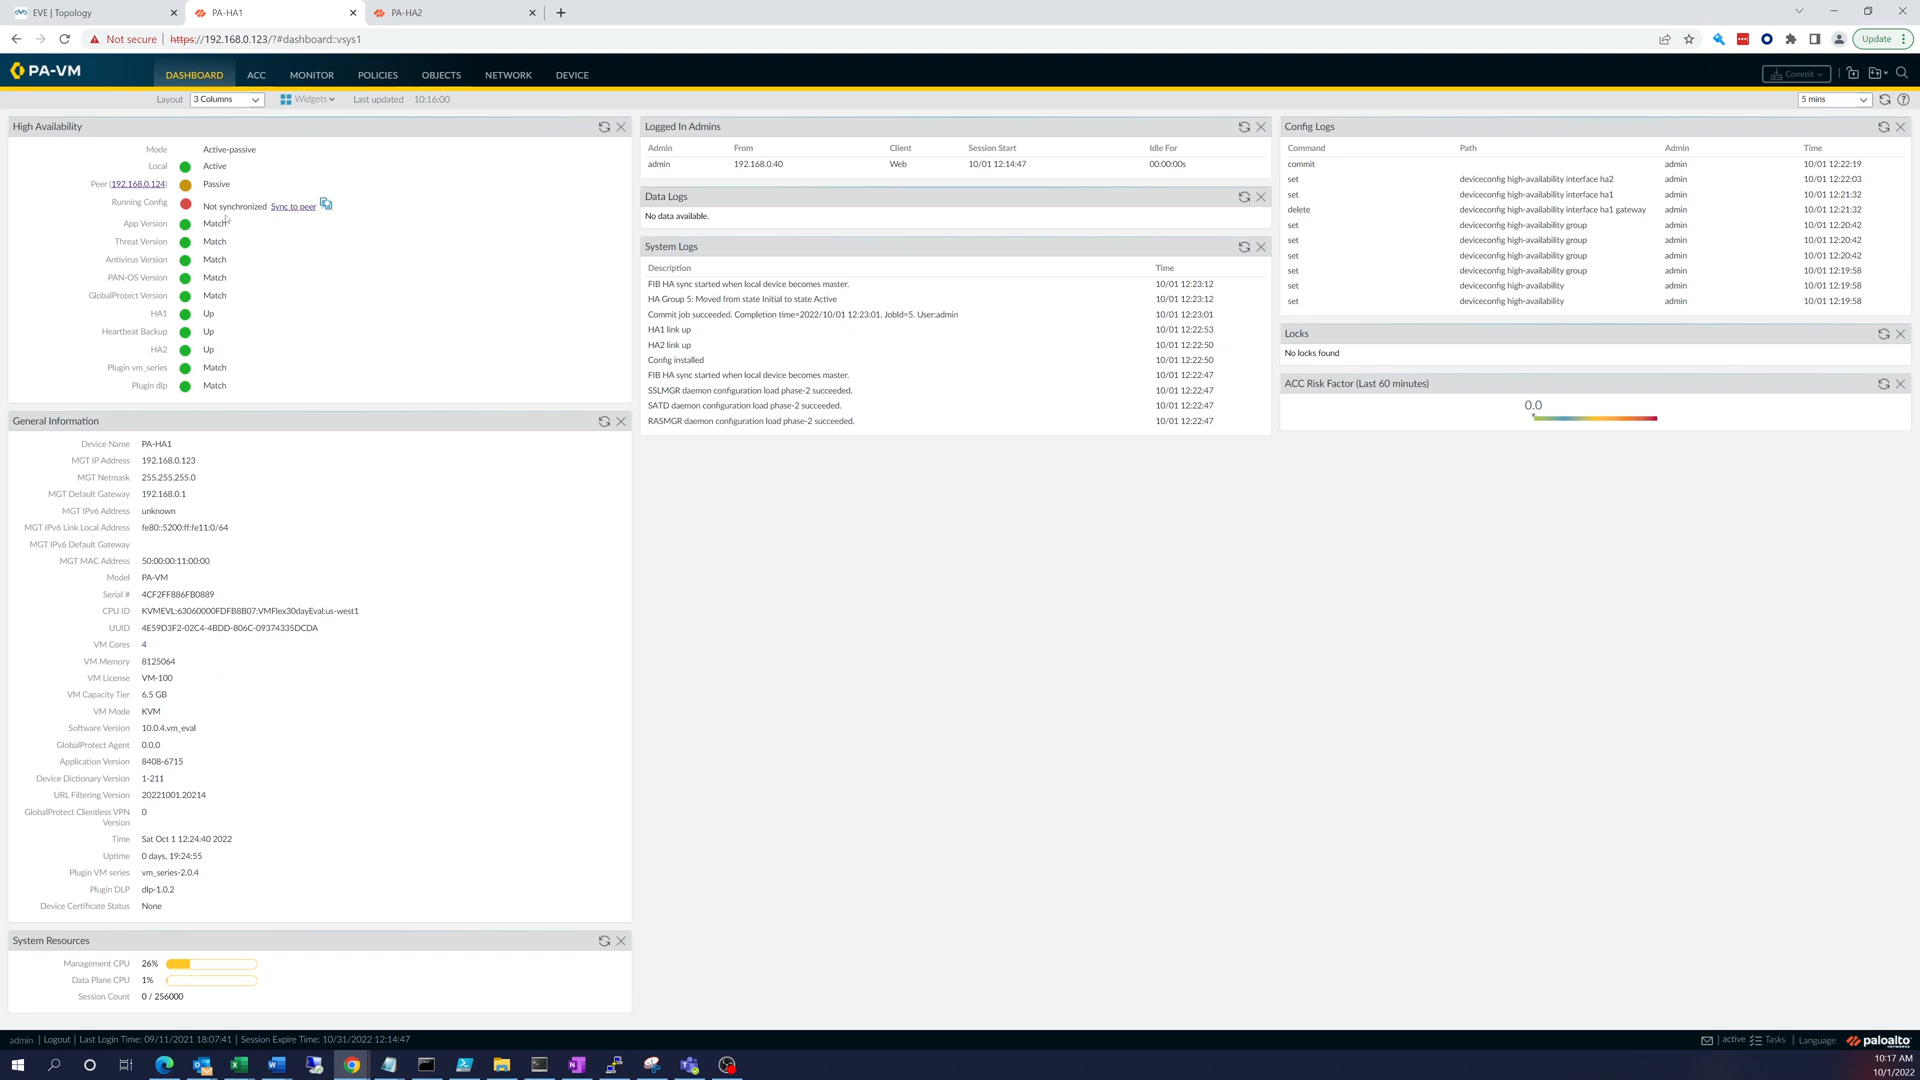 EVE | Topology
PA-HA1
PA-HA2
Not secure
https://192.168.0.123/?#dashboard::vsys1
Update
PA-VM
DASHBOARD
ACC
MONITOR
POLICIES
OBJECTS
NETWORK
DEVICE
Commit
Layout
3 Columns
Widgets
Last updated 10:16:00
5 mins
High Availability
Mode Active-passive
Local Active
Peer (192.168.0.124) Passive
Running Config Not synchronized Sync to peer
App Version Match
Threat Version Match
Antivirus Version Match
PAN-OS Version Match
GlobalProtect Version Match
HA1 Up
Heartbeat Backup Up
HA2 Up
Plugin vm_series Match
Plugin dlp Match
General Information
Device Name PA-HA1
MGT IP Address 192.168.0.123
MGT Netmask 255.255.255.0
MGT Default Gateway 192.168.0.1
MGT IPv6 Address unknown
MGT IPv6 Link Local Address fe80::5200:ff:fe11:0/64
MGT IPv6 Default Gateway
MGT MAC Address 50:00:00:11:00:00
Model PA-VM
Serial # 4CF2FF886FB0889
CPU ID KVMEVL:63060000FDFB8B07:VMFlex30dayEval:us-west1
UUID 4E59D3F2-02C4-4BDD-806C-09374335DCDA
VM Cores 4
VM Memory 8125064
VM License VM-100
VM Capacity Tier 6.5 GB
VM Mode KVM
Software Version 10.0.4.vm_eval
GlobalProtect Agent 0.0.0
Application Version 8408-6715
Device Dictionary Version 1-211
URL Filtering Version 20221001.20214
GlobalProtect Clientless VPN 0
Version
Time Sat Oct 1 12:24:40 2022
Uptime 0 days, 19:24:55
Plugin VM series vm_series-2.0.4
Plugin DLP dlp-1.0.2
Device Certificate Status None
System Resources
Management CPU 26%
Data Plane CPU 1%
Session Count 0 / 256000
Logged In Admins
Admin From Client Session Start Idle For
admin 192.168.0.40 Web 10/01 12:14:47 00:00:00s
Data Logs
No data available.
System Logs
Description Time
FIB HA sync started when local device becomes master. 10/01 12:23:12
HA Group 5: Moved from state Initial to state Active 10/01 12:23:12
Commit job succeeded. Completion time=2022/10/01 12:23:01. JobId=5. User:admin 10/01 12:23:01
HA1 link up 10/01 12:22:53
HA2 link up 10/01 12:22:50
Config installed 10/01 12:22:50
FIB HA sync started when local device becomes master. 10/01 12:22:47
SSLMGR daemon configuration load phase-2 succeeded. 10/01 12:22:47
SATD daemon configuration load phase-2 succeeded. 10/01 12:22:47
RASMGR daemon configuration load phase-2 succeeded. 10/01 12:22:47
Config Logs
Command Path Admin Time
commit admin 10/01 12:22:19
set deviceconfig high-availability interface ha2 admin 10/01 12:22:03
set deviceconfig high-availability interface ha1 admin 10/01 12:21:32
delete deviceconfig high-availability interface ha1 gateway admin 10/01 12:21:32
set deviceconfig high-availability group admin 10/01 12:20:42
set deviceconfig high-availability group admin 10/01 12:20:42
set deviceconfig high-availability group admin 10/01 12:20:42
set deviceconfig high-availability group admin 10/01 12:19:58
set deviceconfig high-availability admin 10/01 12:19:58
set deviceconfig high-availability admin 10/01 12:19:58
Locks
No locks found
ACC Risk Factor (Last 60 minutes)
0.0
admin | Logout | Last Login Time: 09/11/2021 18:07:41 | Session Expire Time: 10/31/2022 12:14:47
active Tasks | Language
paloalto
NETWORKS
10:17 AM
10/1/2022